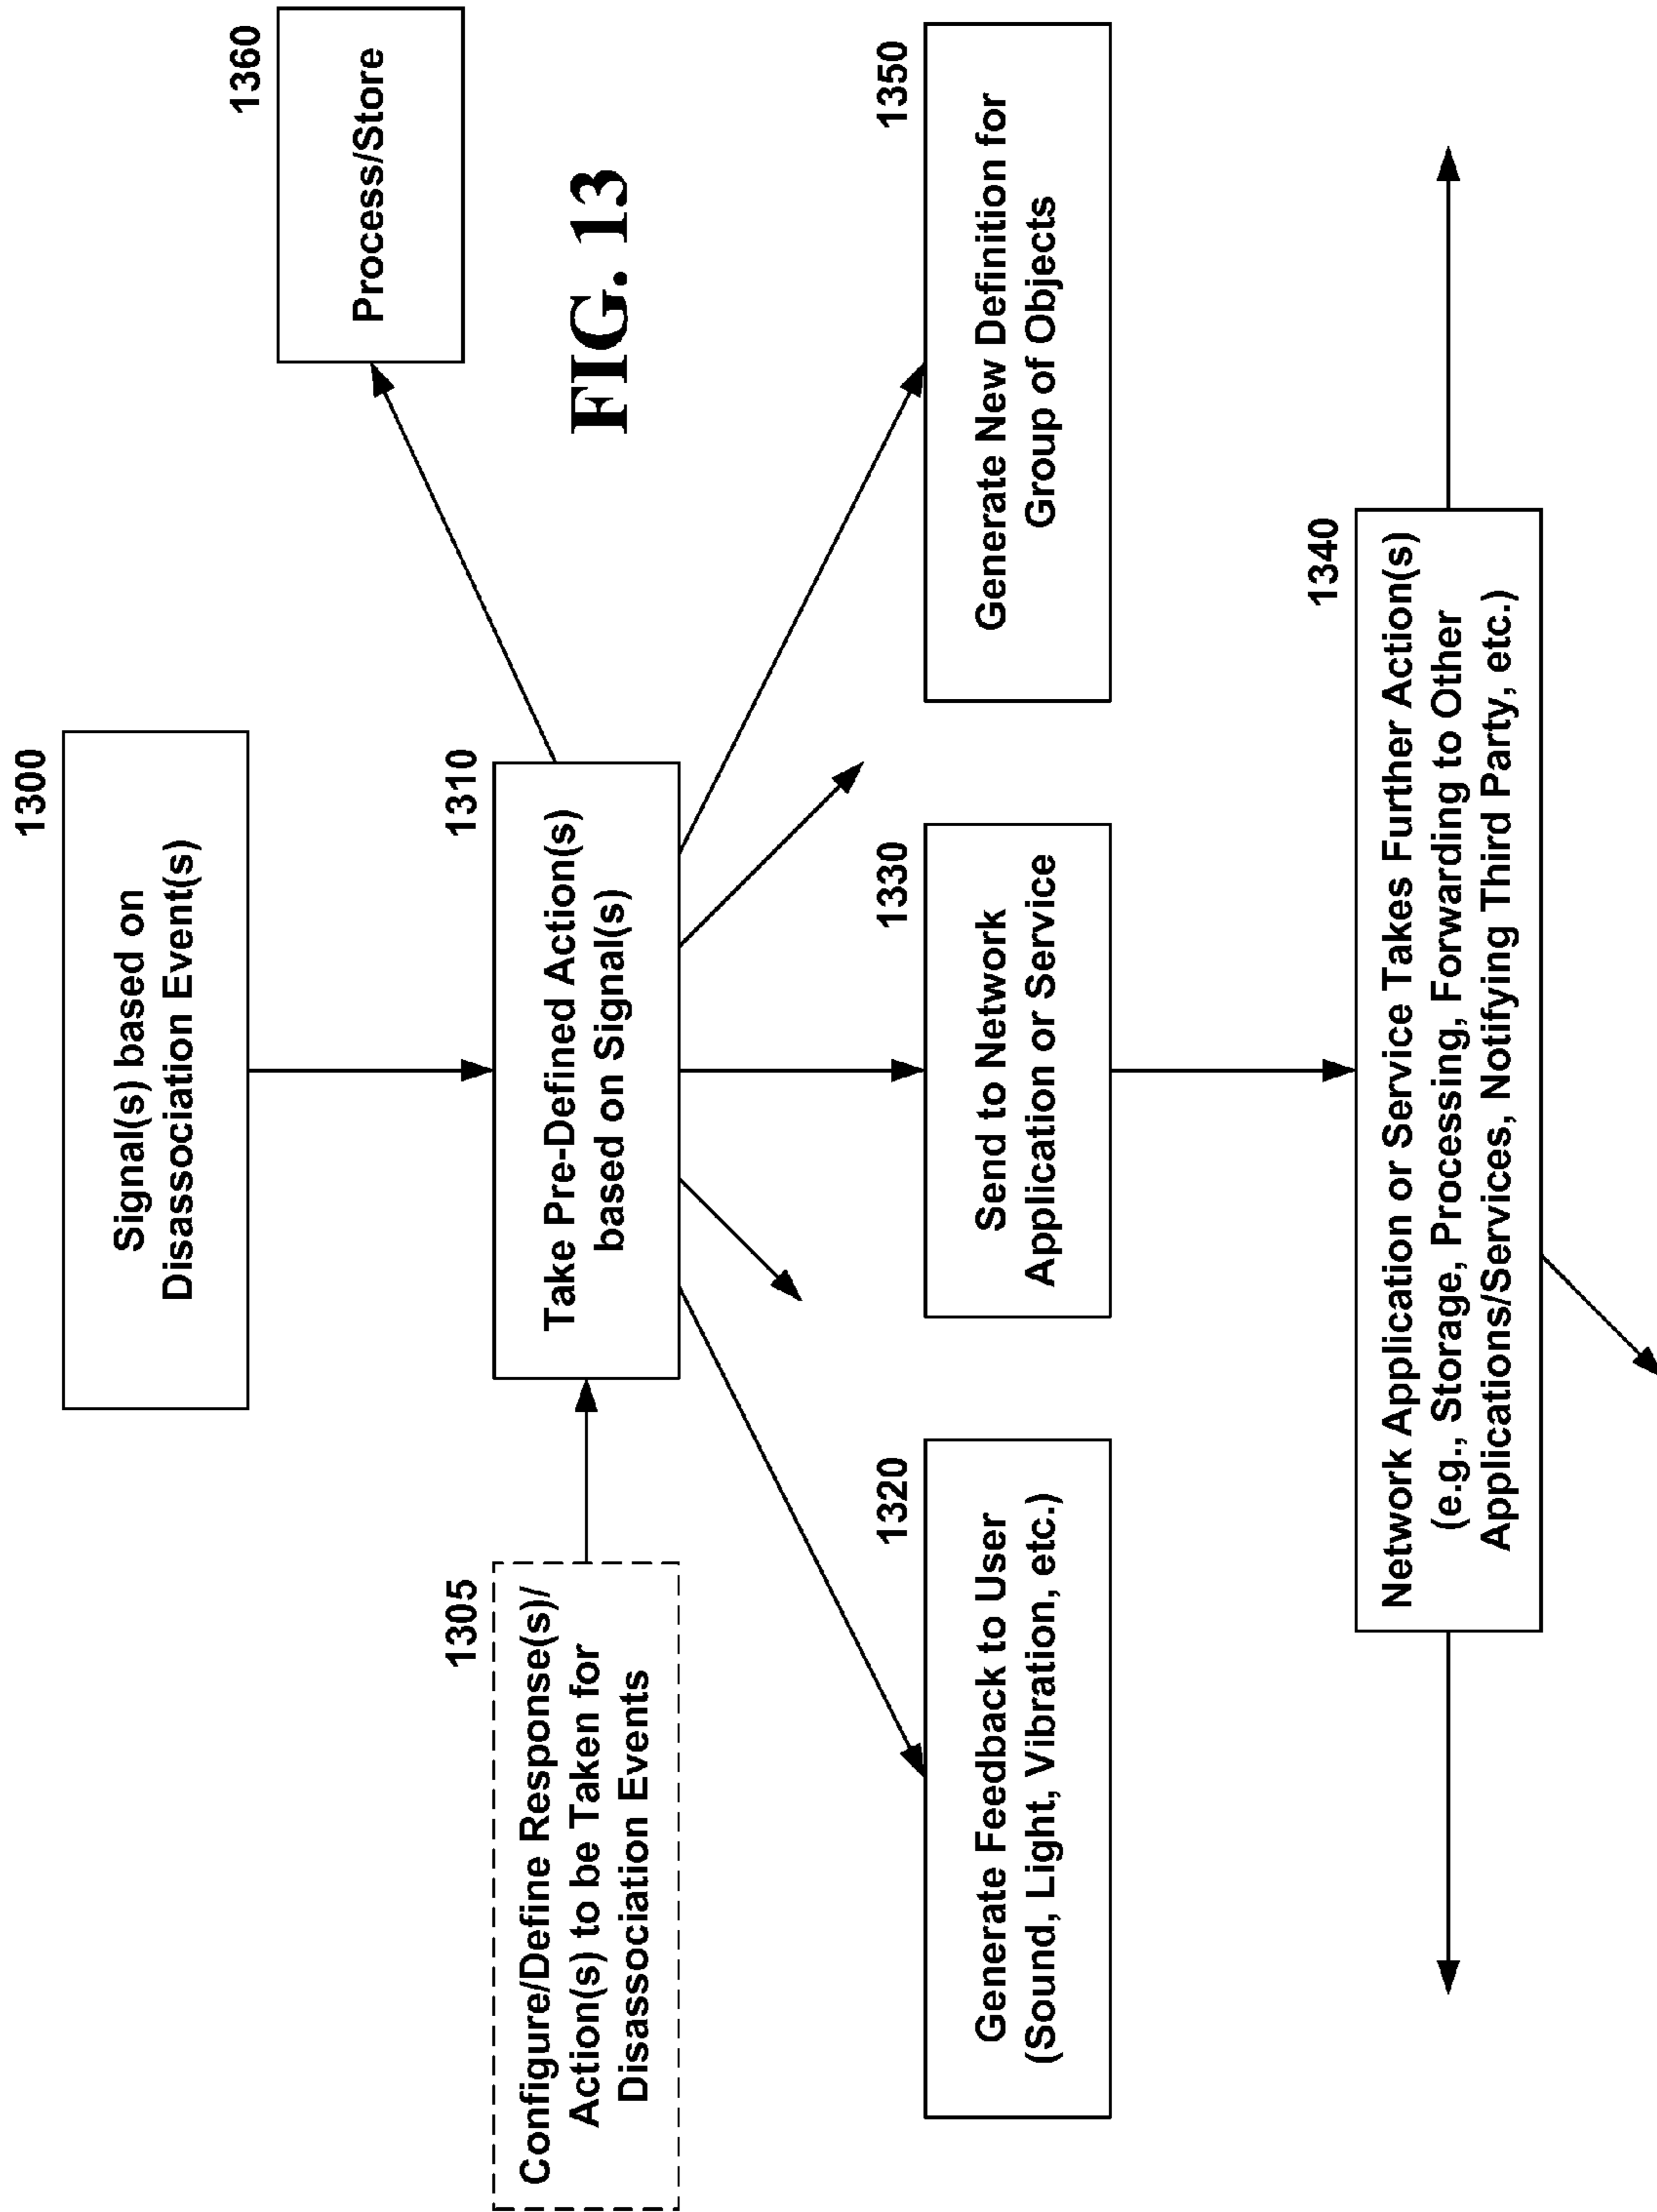 1300
Signal(s) based on
Disassociation Event(s)
1360
Process/Store
1305
Configure/Define Response(s)/
Action(s) to be Taken for
Disassociation Events
1310
Take Pre-Defined Action(s)
based on Signal(s)
FIG. 13
1320
Generate Feedback to User
(Sound, Light, Vibration, etc.)
1330
Send to Network
Application or Service
1350
Generate New Definition for
Group of Objects
1340
Network Application or Service Takes Further Action(s)
(e.g., Storage, Processing, Forwarding to Other
Applications/Services, Notifying Third Party, etc.)